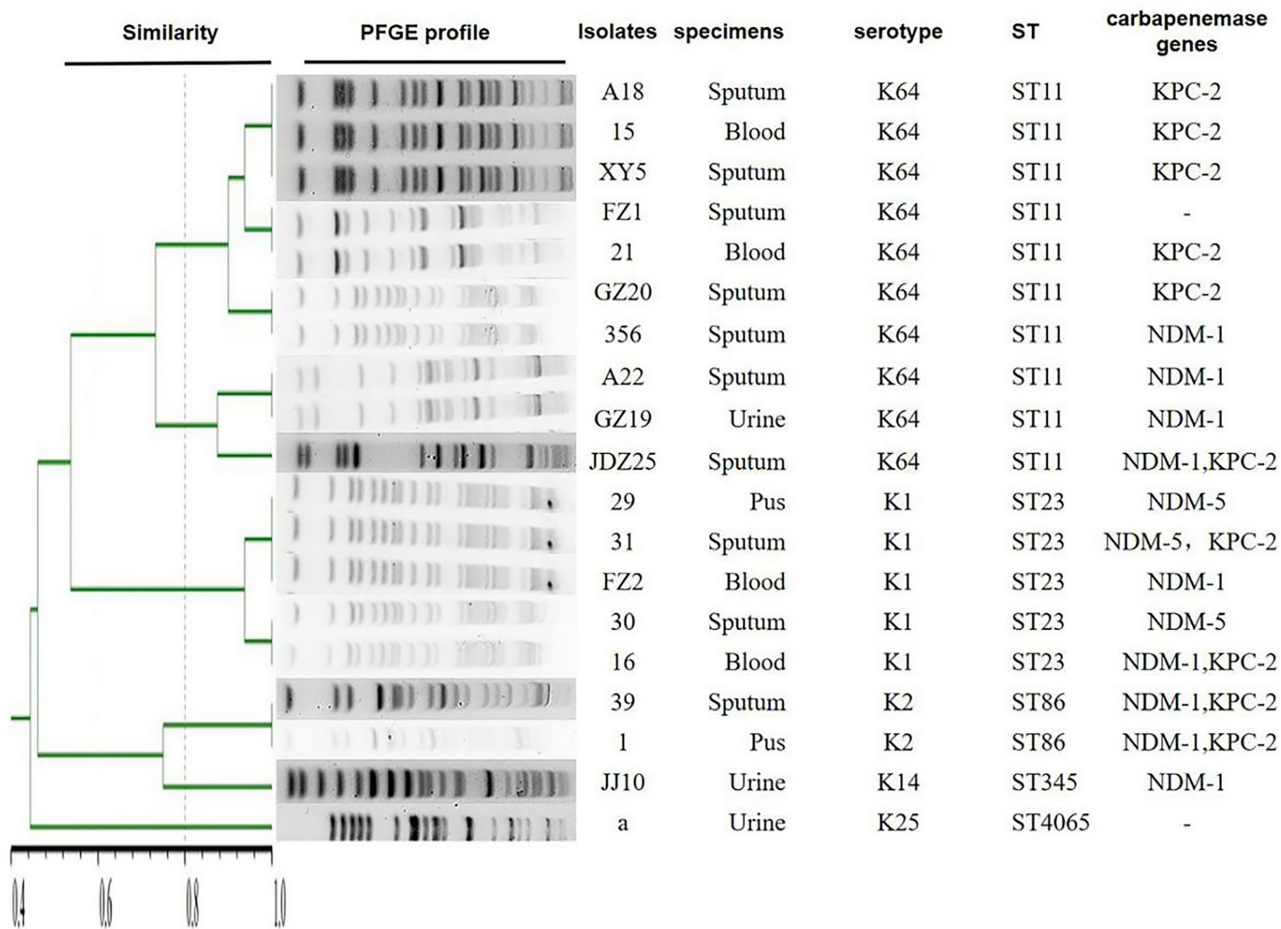 Similarity PFGE profile Isolates specimens serotype ST carbapenemase genes
A18 Sputum K64 ST11 KPC-2
15 Blood K64 ST11 KPC-2
XY5 Sputum K64 ST11 KPC-2
FZ1 Sputum K64 ST11 -
21 Blood K64 ST11 KPC-2
GZ20 Sputum K64 ST11 KPC-2
356 Sputum K64 ST11 NDM-1
A22 Sputum K64 ST11 NDM-1
GZ19 Urine K64 ST11 NDM-1
JDZ25 Sputum K64 ST11 NDM-1,KPC-2
29 Pus K1 ST23 NDM-5
31 Sputum K1 ST23 NDM-5，KPC-2
FZ2 Blood K1 ST23 NDM-1
30 Sputum K1 ST23 NDM-5
16 Blood K1 ST23 NDM-1,KPC-2
39 Sputum K2 ST86 NDM-1,KPC-2
1 Pus K2 ST86 NDM-1,KPC-2
JJ10 Urine K14 ST345 NDM-1
a Urine K25 ST4065 -
0.4 0.6 0.8 1.0